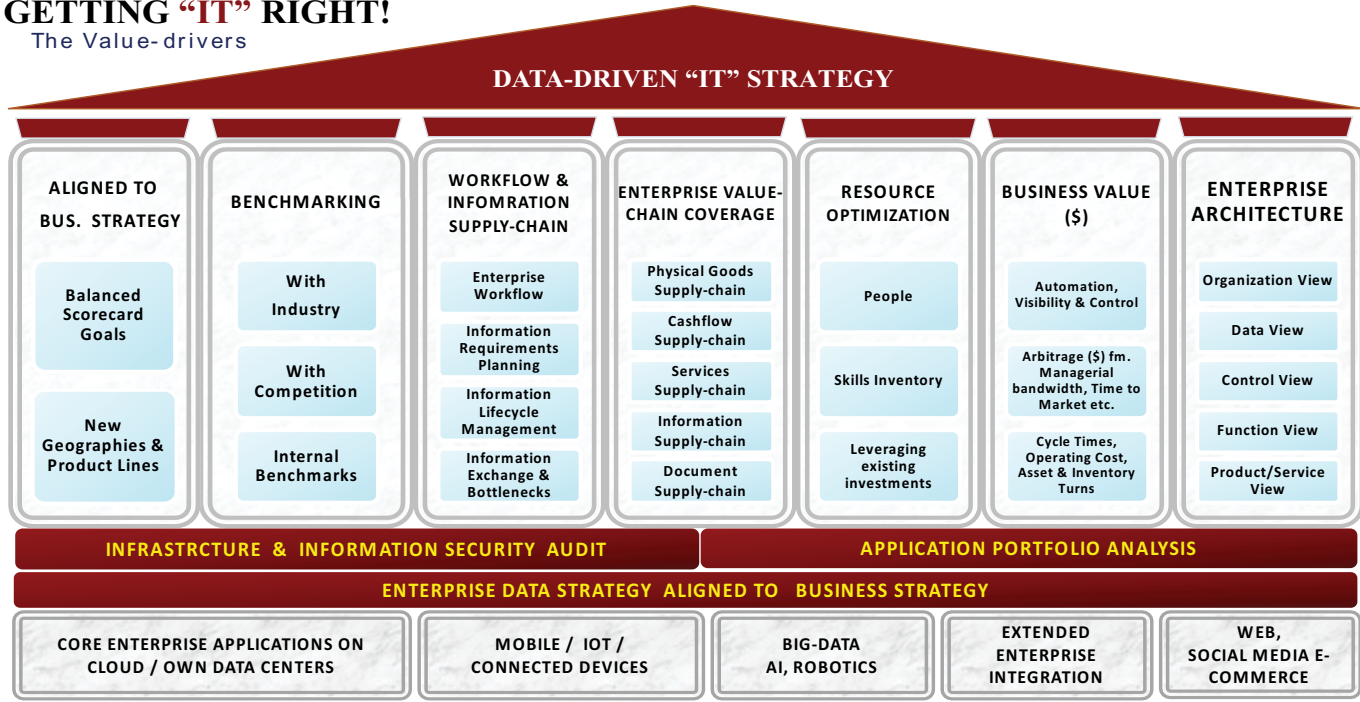 GETTING “IT” RIGHT!
The Value-drivers
DATA-DRIVEN “IT” STRATEGY
ALIGNED TO
BUS. STRATEGY
Balanced
Scorecard
Goals
New
Geographies &
Product Lines
BENCHMARKING
With
Industry
With
Competition
Internal
Benchmarks
WORKFLOW &
INFOMRATION
SUPPLY-CHAIN
Enterprise
Workflow
Information
Requirements
Planning
Information
Lifecycle
Management
Information
Exchange &
Bottlenecks
ENTERPRISE VALUE-
CHAIN COVERAGE
Physical Goods
Supply-chain
Cashflow
Supply-chain
Services
Supply-chain
Information
Supply-chain
Document
Supply-chain
RESOURCE
OPTIMIZATION
People
Skills Inventory
Leveraging
existing
investments
BUSINESS VALUE
($)
Automation,
Visibility & Control
Arbitrage ($) fm.
Managerial
bandwidth, Time to
Market etc.
Cycle Times,
Operating Cost,
Asset & Inventory
Turns
ENTERPRISE
ARCHITECTURE
Organization View
Data View
Control View
Function View
Product/Service
View
INFRASTRCTURE & INFORMATION SECURITY AUDIT
APPLICATION PORTFOLIO ANALYSIS
ENTERPRISE DATA STRATEGY ALIGNED TO BUSINESS STRATEGY
CORE ENTERPRISE APPLICATIONS ON
CLOUD / OWN DATA CENTERS
MOBILE / IOT /
CONNECTED DEVICES
BIG-DATA
AI, ROBOTICS
EXTENDED
ENTERPRISE
INTEGRATION
WEB,
SOCIAL MEDIA E-
COMMERCE